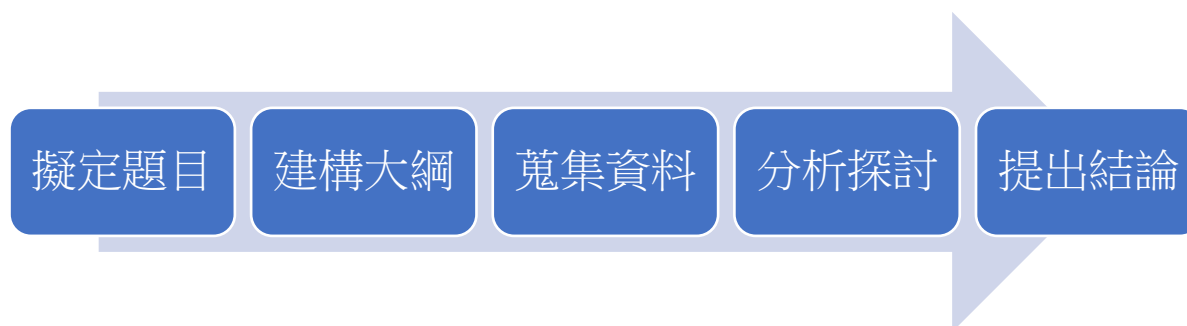 擬定題目
建構大綱
蒐集資料
分析探討
提出結論